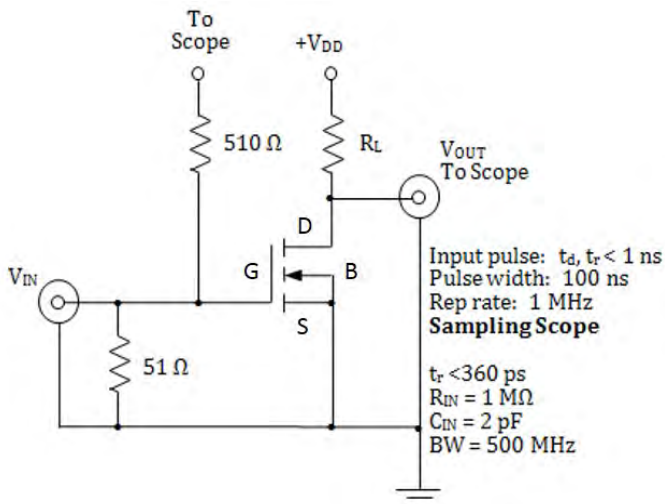 To
Scope
+VDD
510 Ω
RL
VOUT
To Scope
D
G
B
S
VIN
51 Ω
Input pulse: td, tr < 1 ns
Pulse width: 100 ns
Rep rate: 1 MHz
Sampling Scope
tr <360 ps
RIN = 1 MΩ
CIN = 2 pF
BW = 500 MHz